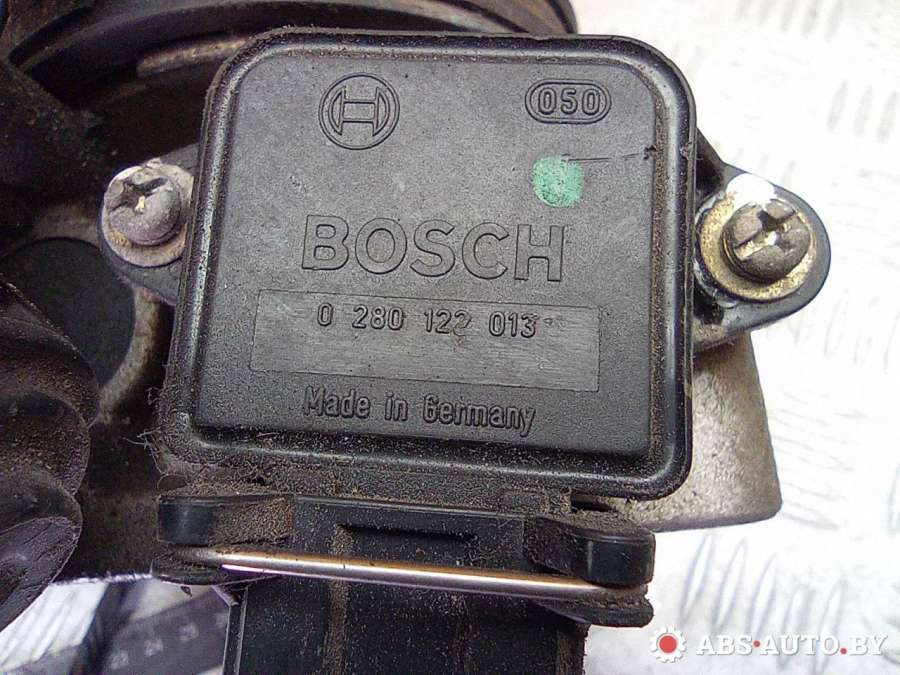 050
BOSCH
0 280 122 013
Made in Germany
ABS-AUTO.BY